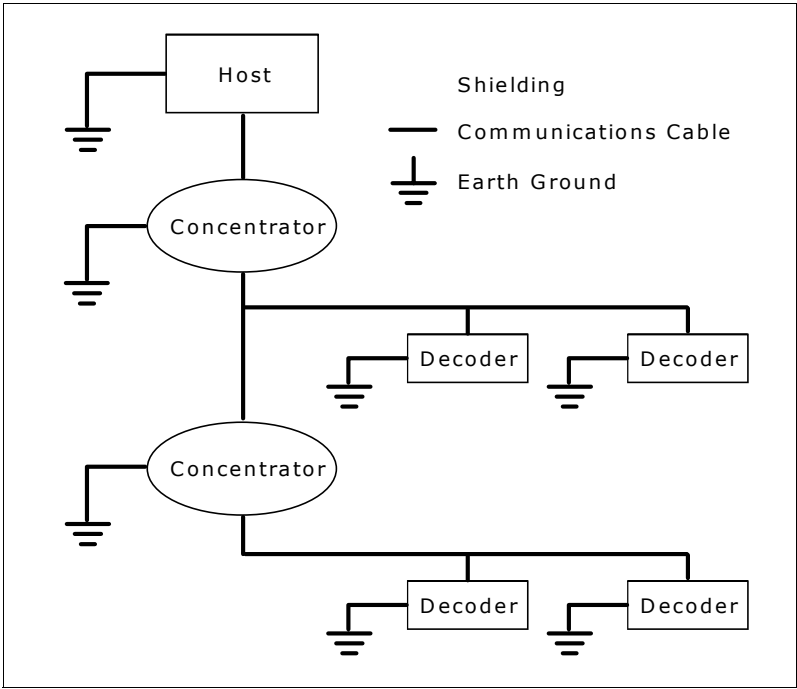 Host
Shielding
Communications Cable
Earth Ground
Concentrator
Decoder
Decoder
Concentrator
Decoder
Decoder